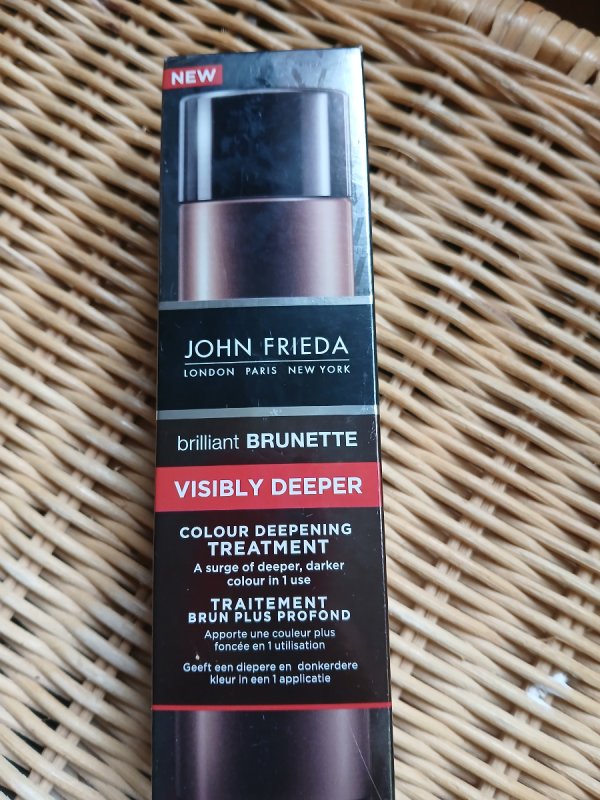 NEW
JOHN FRIEDA
LONDON PARIS NEW YORK
brilliant BRUNETTE
VISIBLY DEEPER
COLOUR DEEPENING
TREATMENT
A surge of deeper, darker
colour in 1 use
TRAITEMENT
BRUN PLUS PROFOND
Apporte une couleur plus
foncée en 1 utilisation
Geeft een diepere en donkerdere
kleur in een 1 applicatie